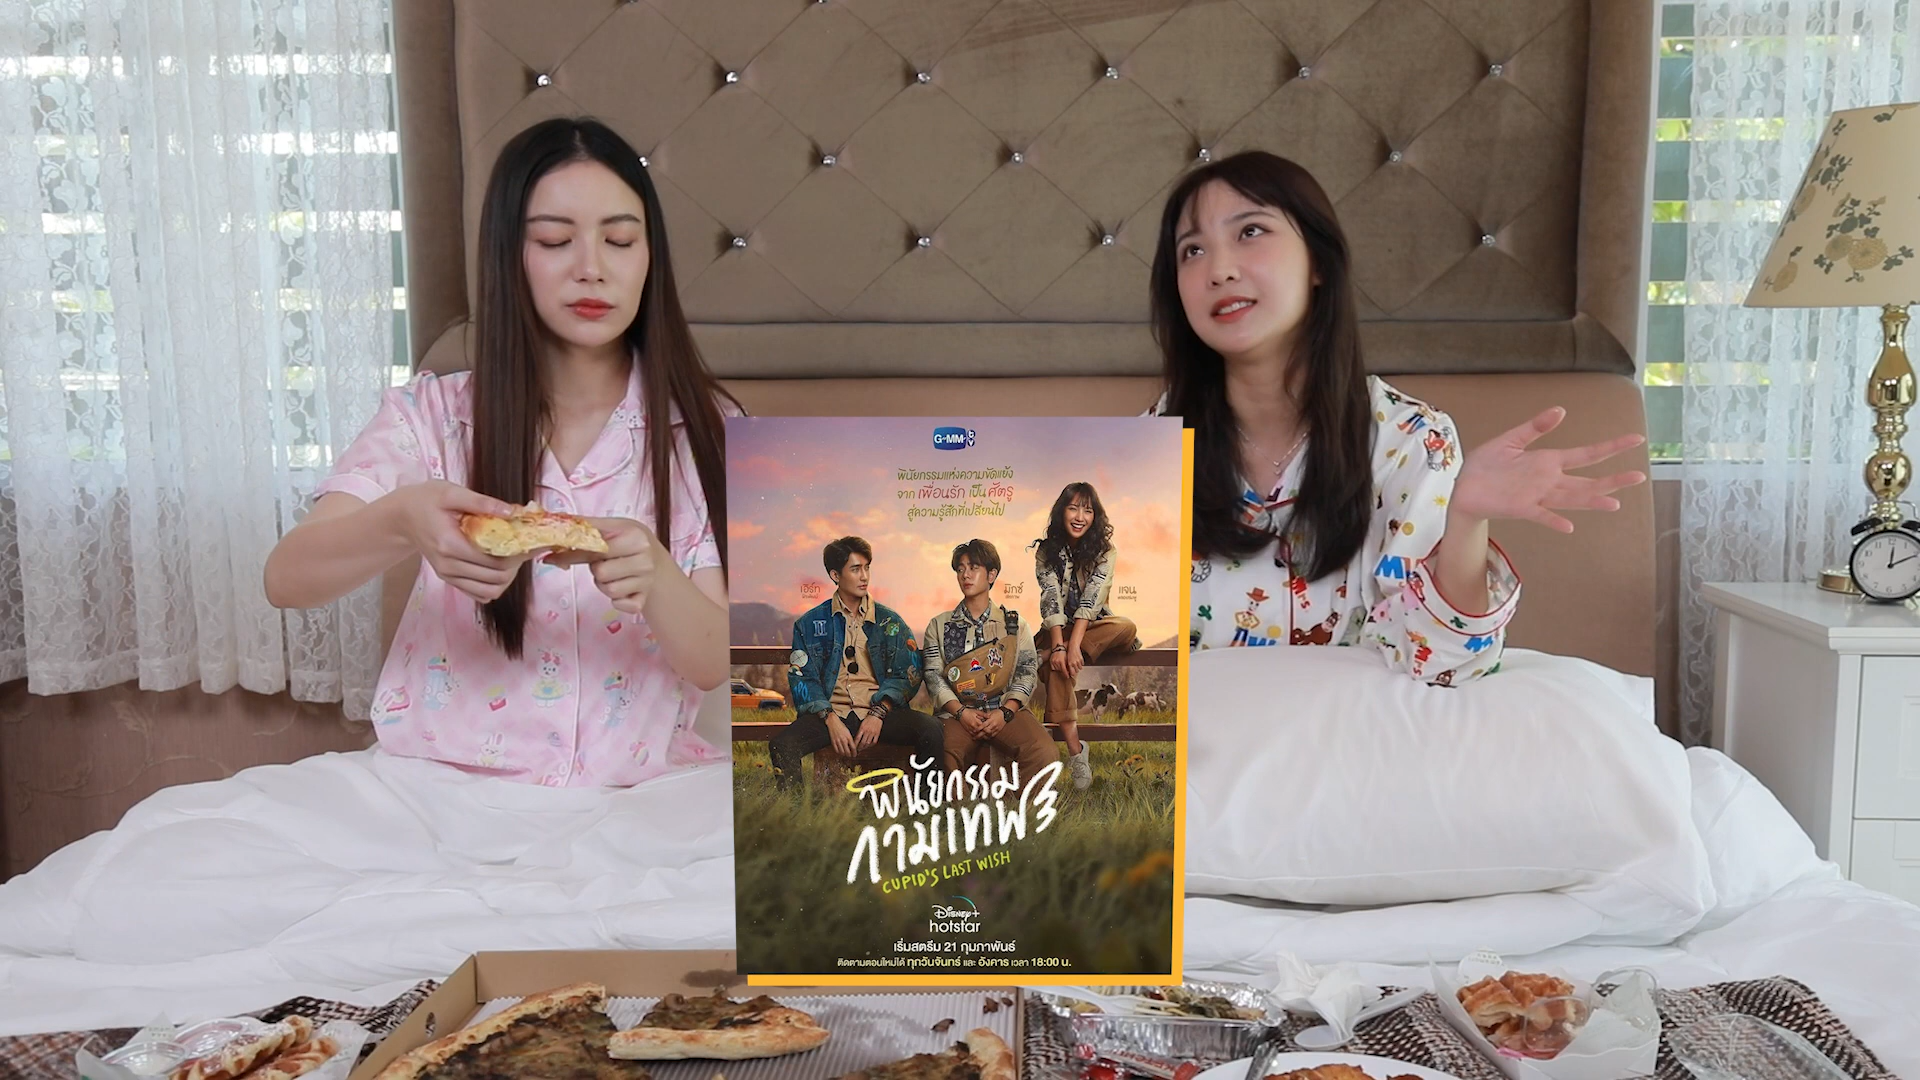 G-MM-tv
พินัยกรรมแห่งความขัดแย้ง
จาก เพื่อนรัก เป็น ศัตรู
สู่ความรู้สึกที่เปลี่ยนไป
เอิร์ท
มิกซ์
แจน
พินัยกรรม
กามเทพ
CUPID'S LAST WISH
Disney+
hotstar
เริ่มสตรีม 21 กุมภาพันธ์
ติดตามตอนใหม่ได้ ทุกวันจันทร์ และ อังคาร เวลา 18:00 น.